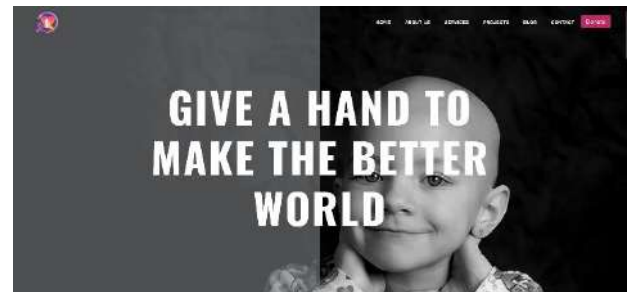 HOME ABOUT US SERVICES PROJECTS BLOG CONTACT Donate
GIVE A HAND TO
MAKE THE BETTER
WORLD